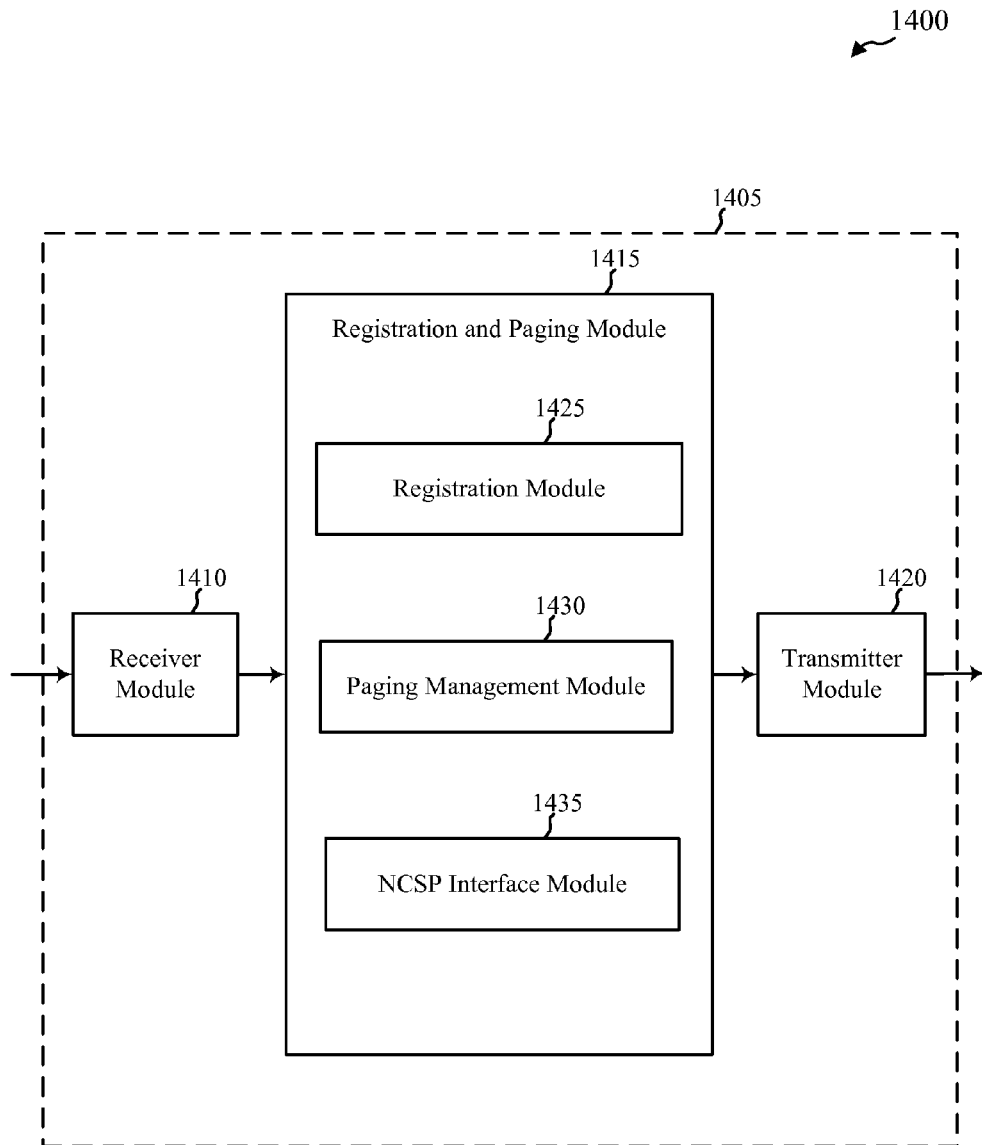 1400
1405
1415
Registration and Paging Module
1425
Registration Module
1410
Receiver
Module
1430
Paging Management Module
1420
Transmitter
Module
1435
NCSP Interface Module